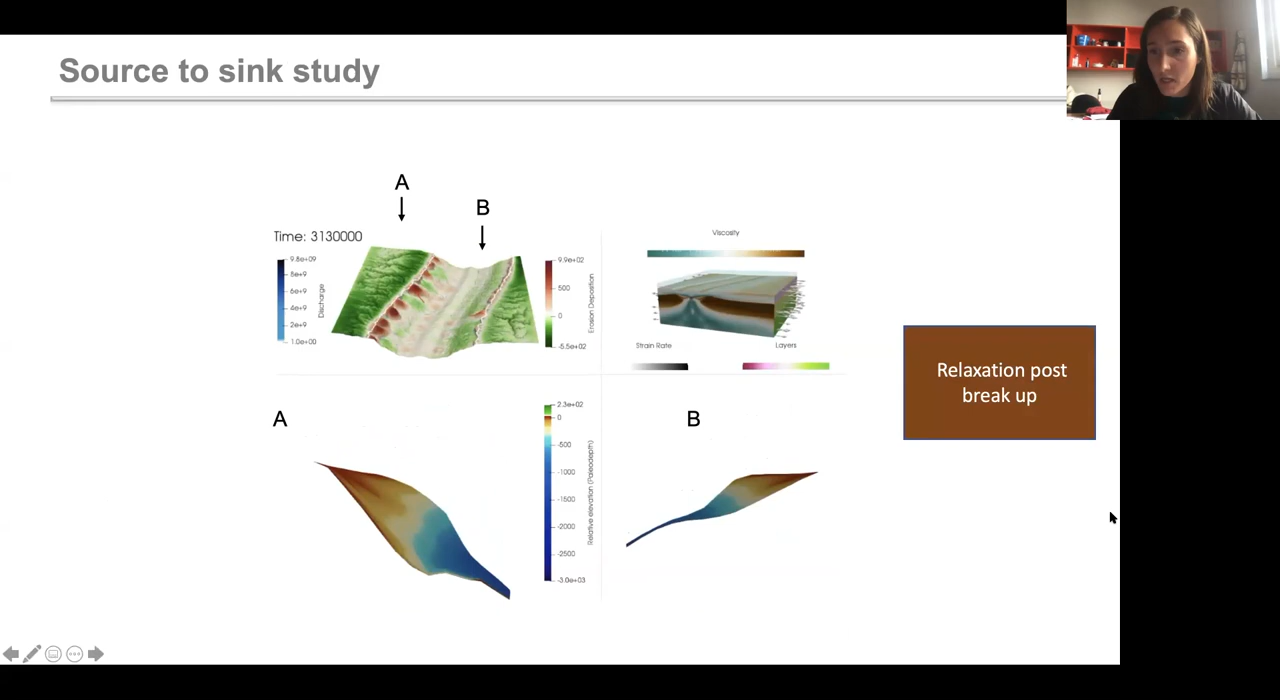 Source to sink study
A
B
Time: 3130000
9.8e+09
8e+9
6e+9
4e+9
2e+9
1.0e+00
Discharge
9.9e+02
500
0
-5.5e+02
Erosion Deposition
Viscosity
Strain Rate
Layers
Relaxation post
break up
A
2.3e+02
0
-500
-1000
-1500
-2000
-2500
-3.0e+03
Relative elevation (Paleodepth)
B